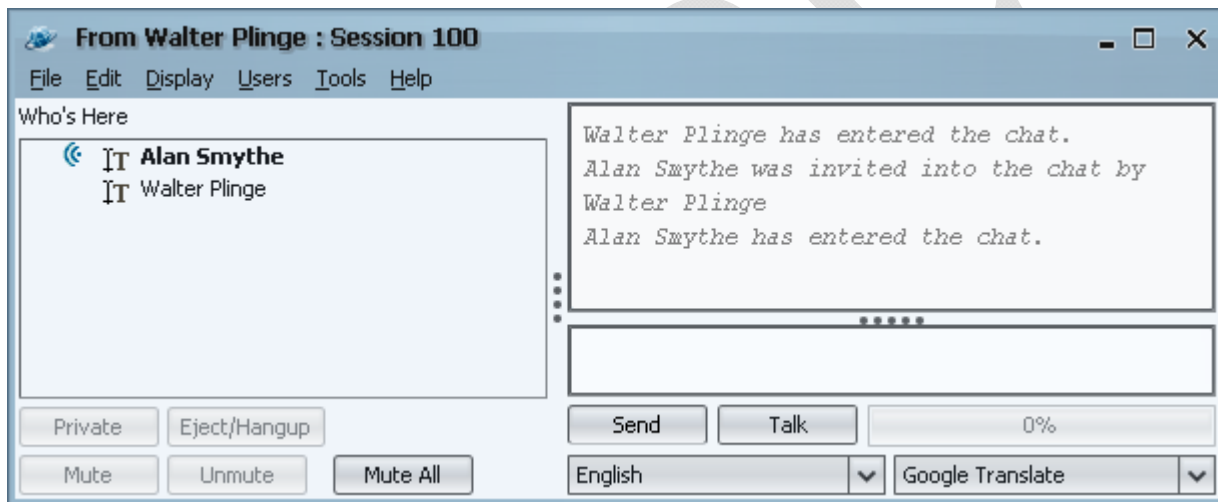 From Walter Plinge : Session 100
File Edit Display Users Tools Help
Who's Here
Alan Smythe
Walter Plinge
Walter Plinge has entered the chat.
Alan Smythe was invited into the chat by
Walter Plinge
Alan Smythe has entered the chat.
Private Eject/Hangup
Mute Unmute Mute All
Send Talk 0%
English Google Translate